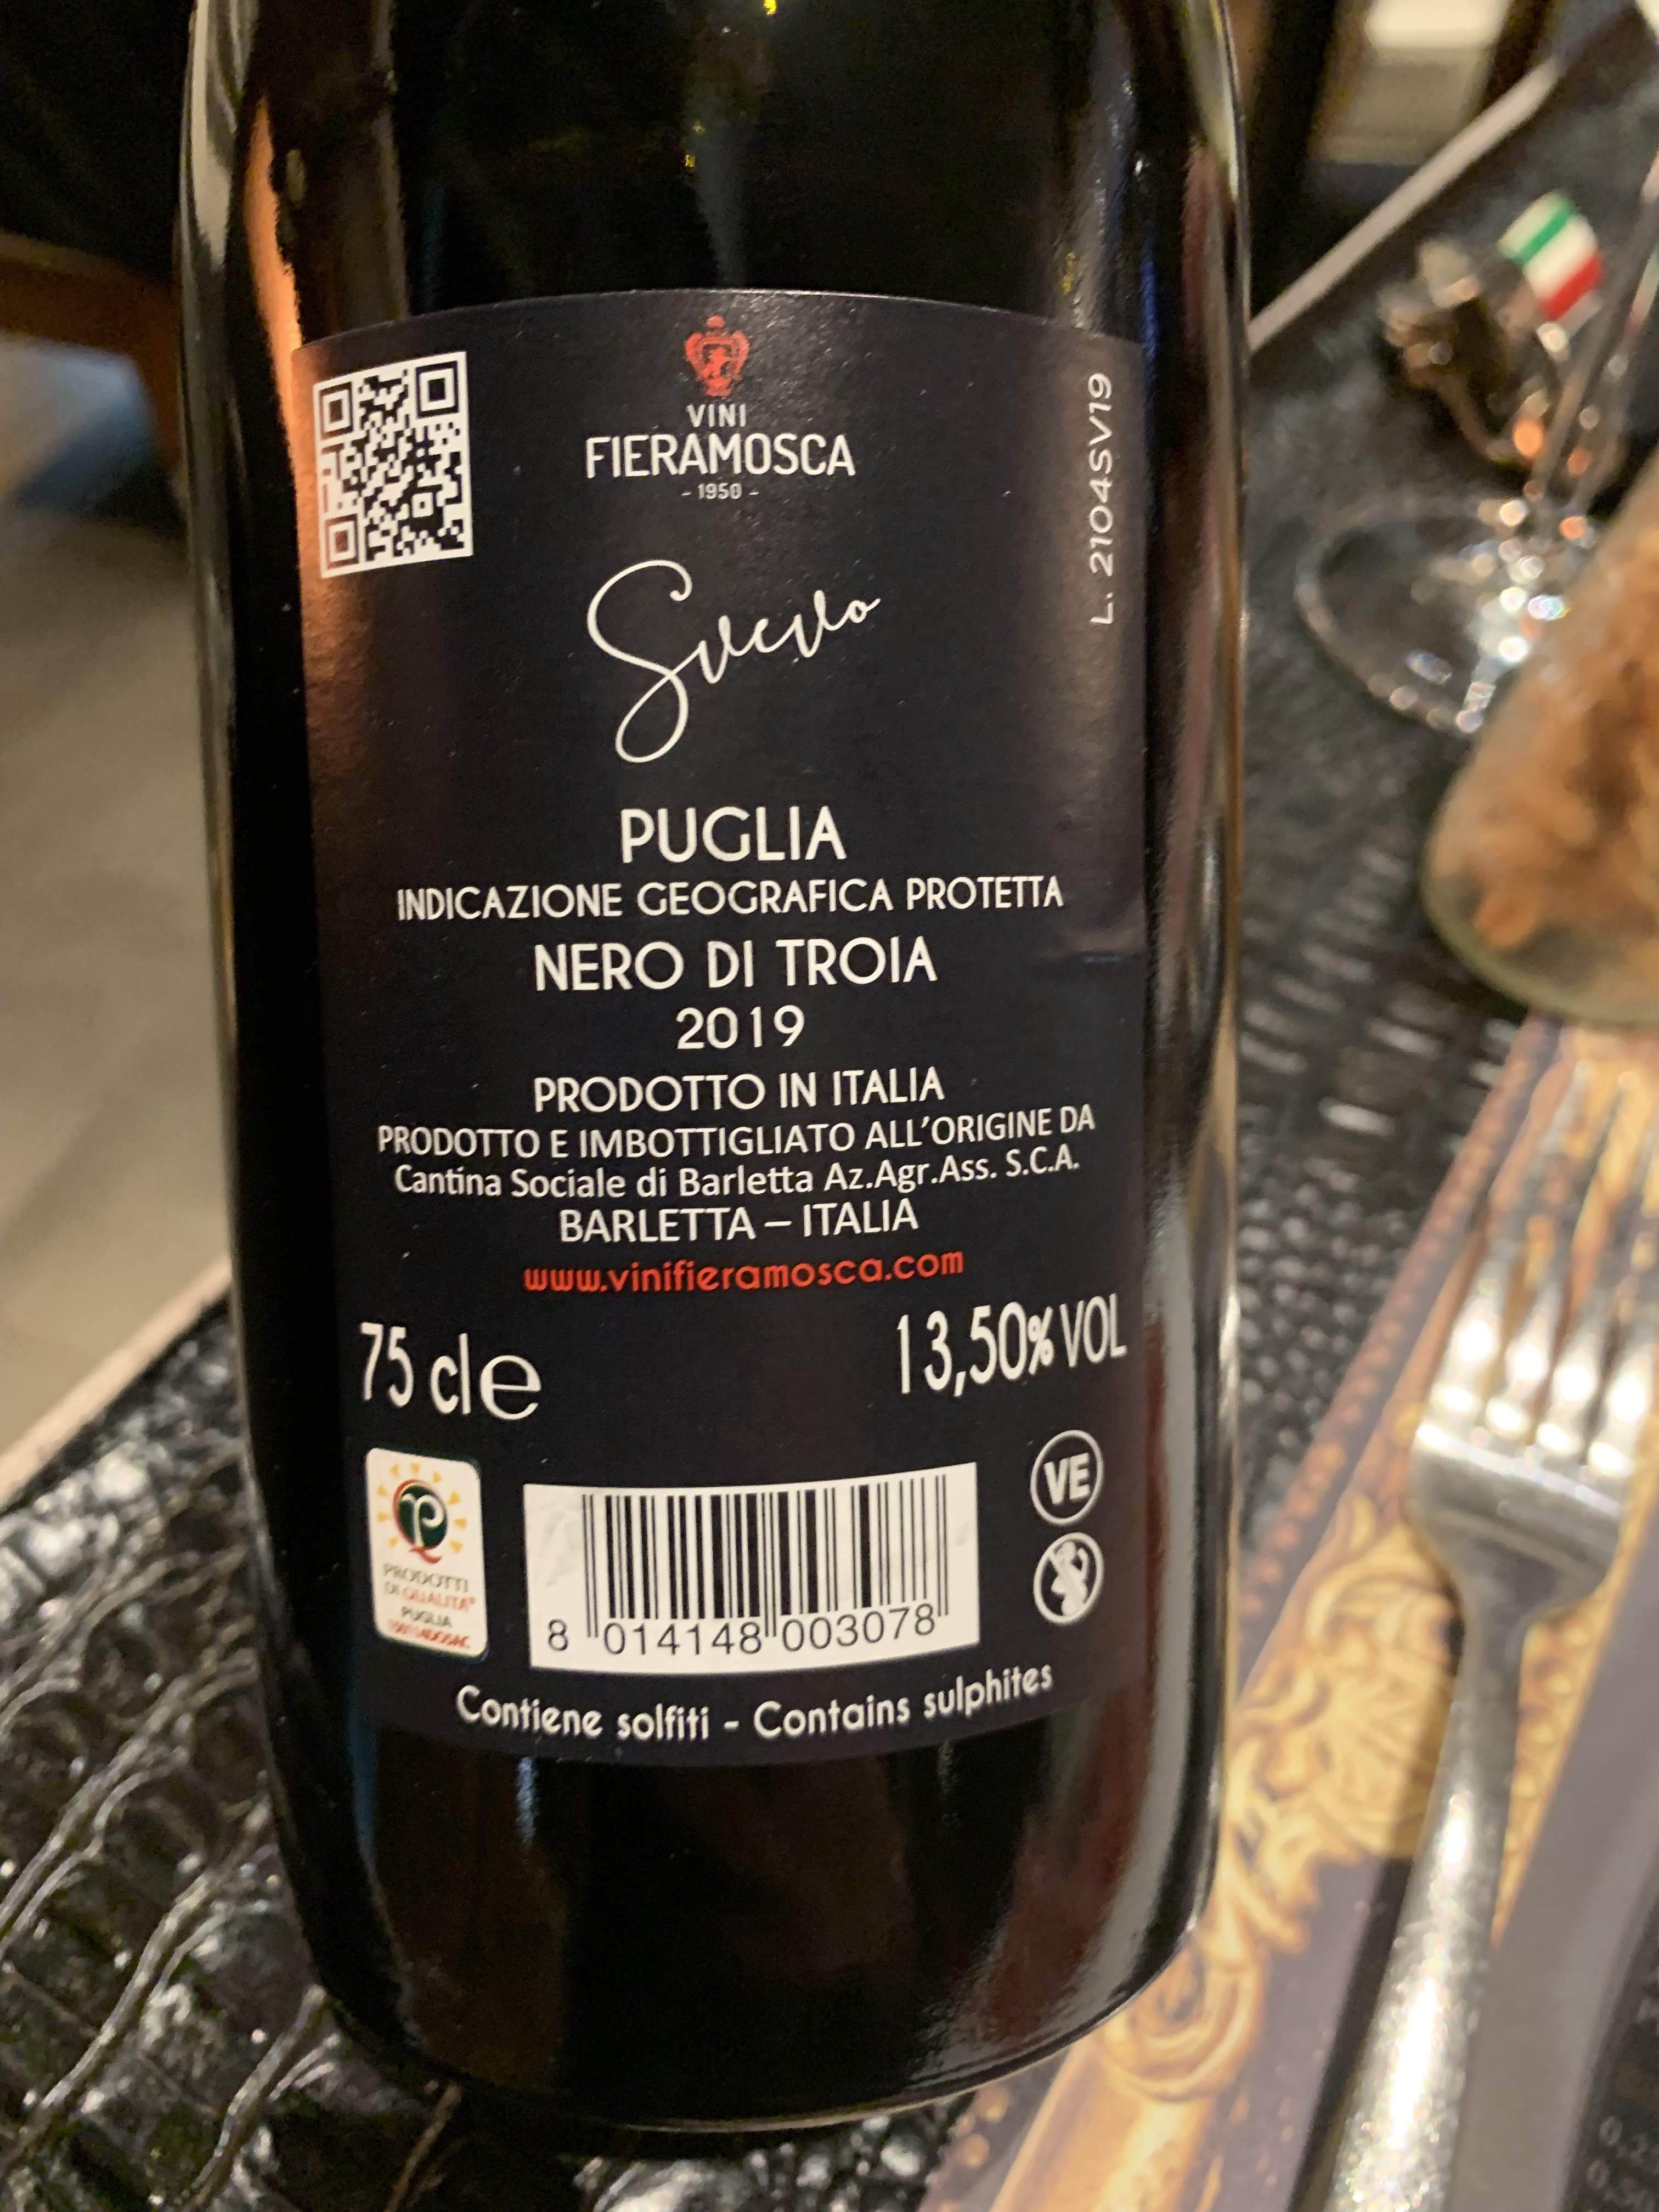 VINI
FIERAMOSCA
- 1950 -
L. 2104SV19
Svevo
PUGLIA
INDICAZIONE GEOGRAFICA PROTETTA
NERO DI TROIA
2019
PRODOTTO IN ITALIA
PRODOTTO E IMBOTTIGLIATO ALL'ORIGINE DA
Cantina Sociale di Barletta Az.Agr.Ass. S.C.A.
BARLETTA – ITALIA
www.vinifieramosca.com
75 cl e
13,50% VOL
VE
PRODOTTI
DI QUALITA'
PUGLIA
8 014148 003078
Contiene solfiti - Contains sulphites